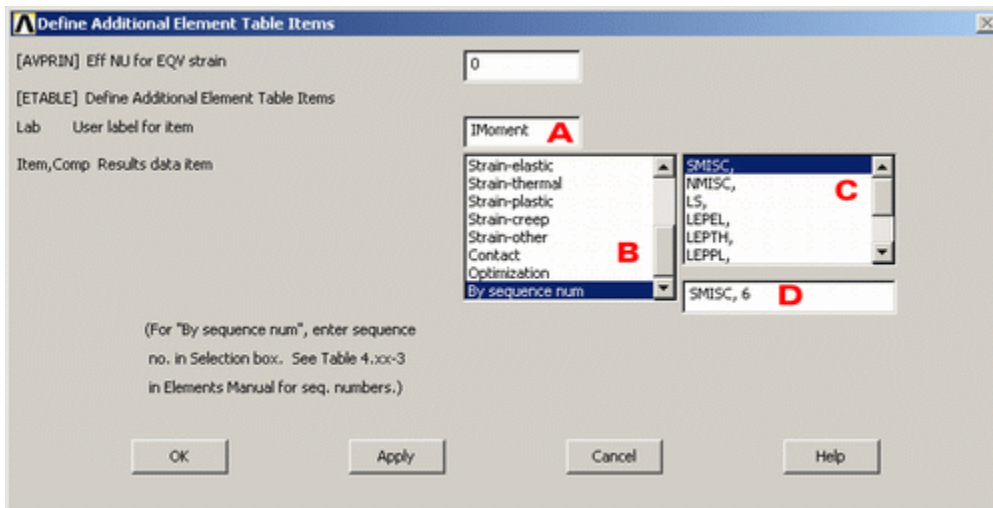 Define Additional Element Table Items
[AVPRIN] Eff NU for EQV strain
0
[ETABLE] Define Additional Element Table Items
Lab User label for item
IMoment A
Item,Comp Results data item
Strain-elastic
Strain-thermal
Strain-plastic
Strain-creep
Strain-other
Contact
Optimization
By sequence num
B
SMISC,
NMISC,
LS,
LEPEL,
LEPTH,
LEPPL,
C
SMISC, 6 D
(For "By sequence num", enter sequence
no. in Selection box. See Table 4.xx-3
in Elements Manual for seq. numbers.)
OK Apply Cancel Help